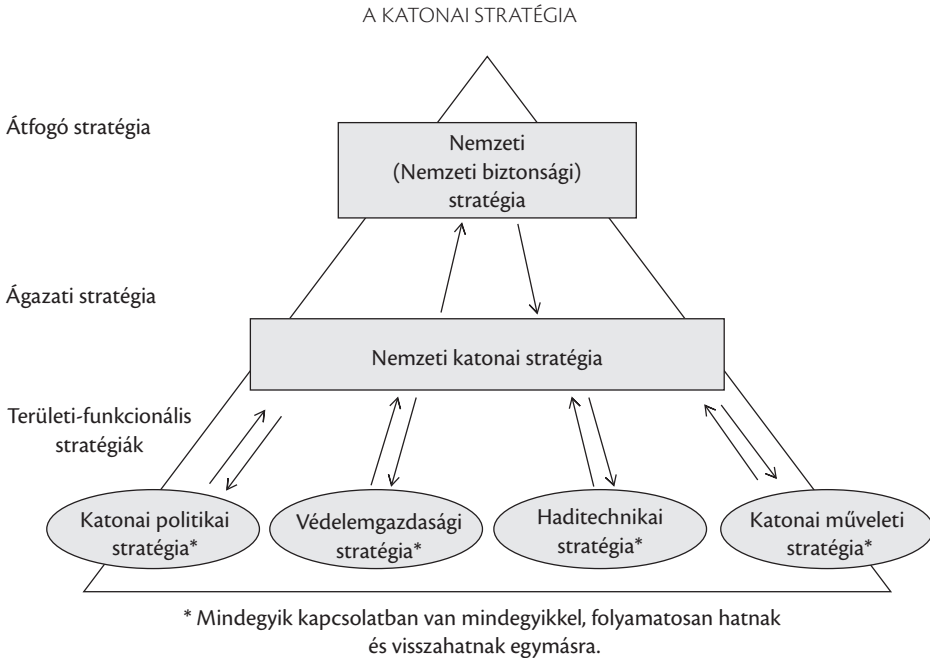 A KATONAI STRATÉGIA
Átfogó stratégia
Nemzeti
(Nemzeti biztonsági)
stratégia
Ágazati stratégia
Nemzeti katonai stratégia
Területi-funkcionális
stratégiák
Katonai politikai
stratégia*
Védelemgazdasági
stratégia*
Haditechnikai
stratégia*
Katonai műveleti
stratégia*
* Mindegyik kapcsolatban van mindegyikkel, folyamatosan hatnak
és visszahatnak egymásra.